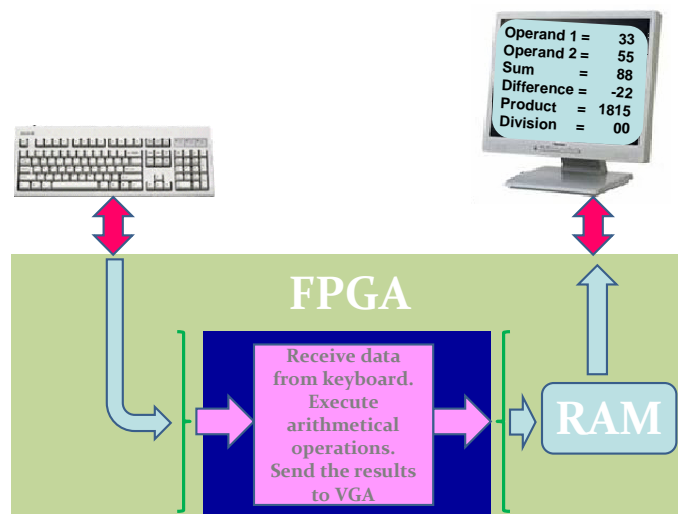 Operand 1 = 33
Operand 2 = 55
Sum = 88
Difference = -22
Product = 1815
Division = 00
FPGA
Receive data
from keyboard.
Execute
arithmetical
operations.
Send the results
to VGA
RAM